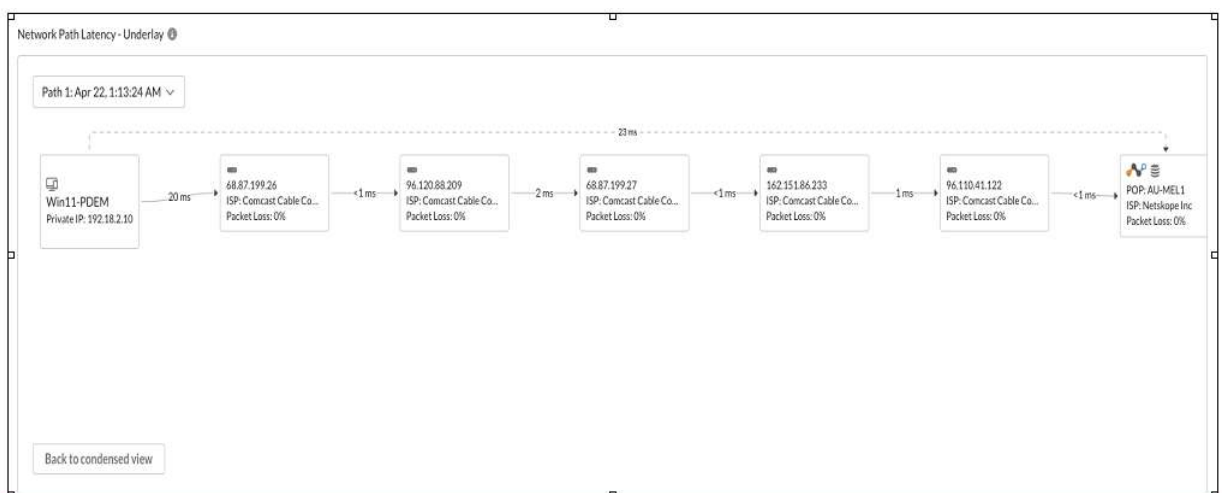 Network Path Latency - Underlay
Path 1: Apr 22, 1:13:24 AM
23 ms
Win11-PDEM
Private IP: 192.18.2.10
20 ms
68.87.199.26
ISP: Comcast Cable Co...
Packet Loss: 0%
<1 ms
96.120.88.209
ISP: Comcast Cable Co...
Packet Loss: 0%
2 ms
68.87.199.27
ISP: Comcast Cable Co...
Packet Loss: 0%
<1 ms
162.151.86.233
ISP: Comcast Cable Co...
Packet Loss: 0%
1 ms
96.110.41.122
ISP: Comcast Cable Co...
Packet Loss: 0%
<1 ms
POP: AU-MEL1
ISP: Netskope Inc
Packet Loss: 0%
Back to condensed view